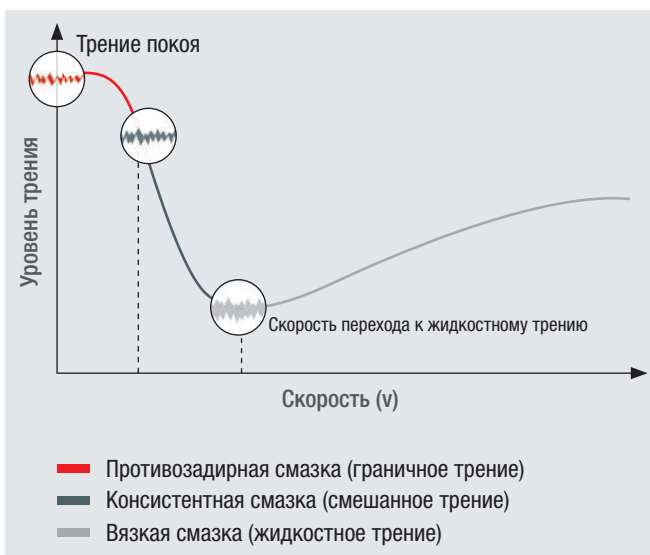 Трение покоя
Уровень трения
Скорость перехода к жидкостному трению
Скорость (v)
Противозадирная смазка (граничное трение)
Консистентная смазка (смешанное трение)
Вязкая смазка (жидкостное трение)